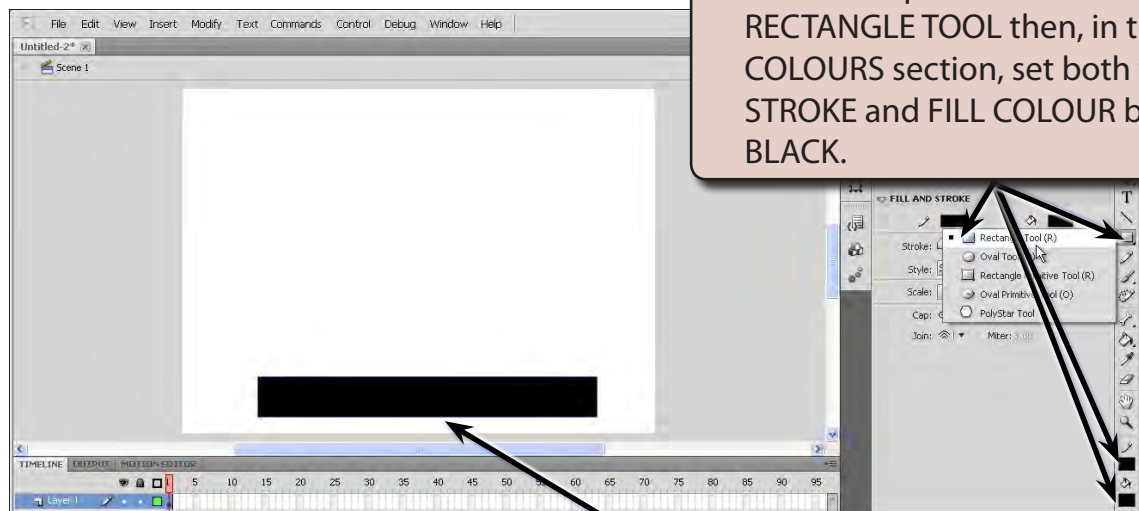 RECTANGLE TOOL then, in t
COLOURS section, set both
STROKE and FILL COLOUR b
BLACK.
File Edit View Insert Modify Text Commands Control Debug Window Help
Untitled-2*
Scene 1
FILL AND STROKE
Stroke:
Style:
Scale:
Cap:
Join: Miter: 3.00
Rectangle Tool (R)
Oval Tool
Rectangle Primitive Tool (R)
Oval Primitive Tool (O)
PolyStar Tool
T
TIMELINE OUTPUT MOTION EDITOR
5 10 15 20 25 30 35 40 45 50 55 60 65 70 75 80 85 90 95
Layer 1